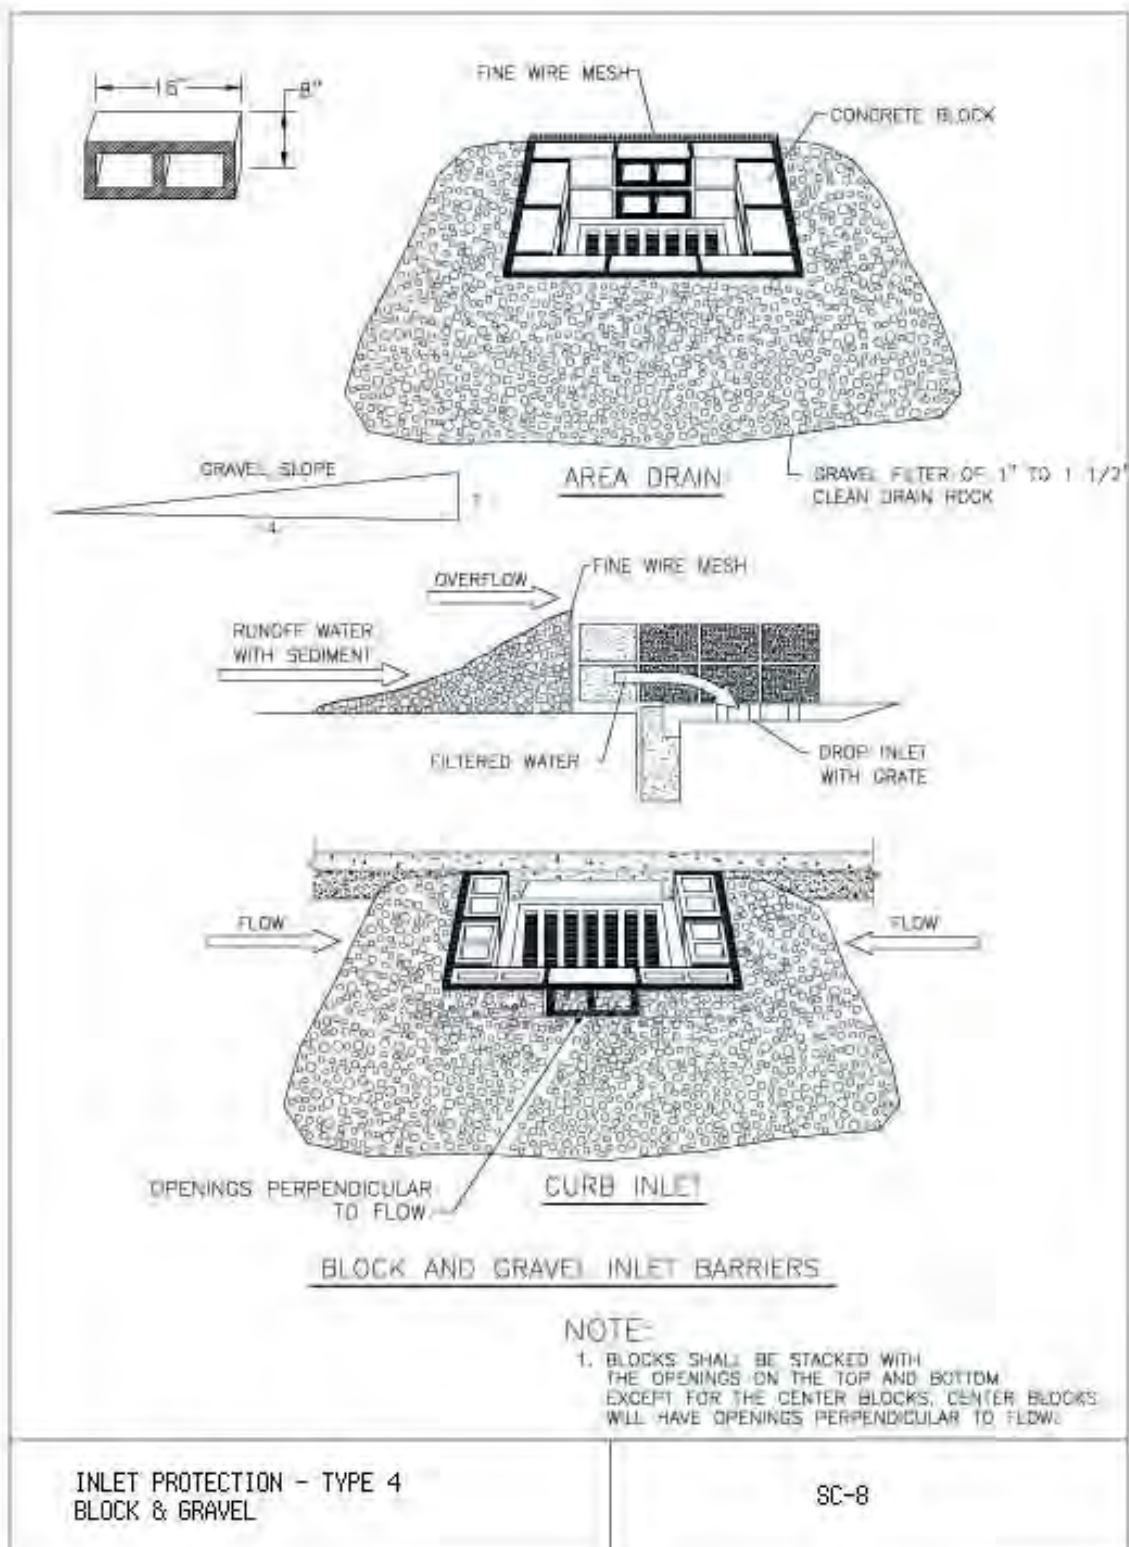 16"
8"
FINE WIRE MESH
CONCRETE BLOCK
GRAVEL SLOPE
4
AREA DRAIN
GRAVEL FILTER OF 1" TO 1 1/2"
CLEAN DRAIN ROCK
OVERFLOW
FINE WIRE MESH
RUNOFF WATER
WITH SEDIMENT
FILTERED WATER
DROP INLET
WITH GRATE
FLOW
FLOW
OPENINGS PERPENDICULAR
TO FLOW
CURB INLET
BLOCK AND GRAVEL INLET BARRIERS
NOTE:
1. BLOCKS SHALL BE STACKED WITH
THE OPENINGS ON THE TOP AND BOTTOM
EXCEPT FOR THE CENTER BLOCKS, CENTER BLOCKS
WILL HAVE OPENINGS PERPENDICULAR TO FLOW.
INLET PROTECTION - TYPE 4
BLOCK & GRAVEL
SC-8